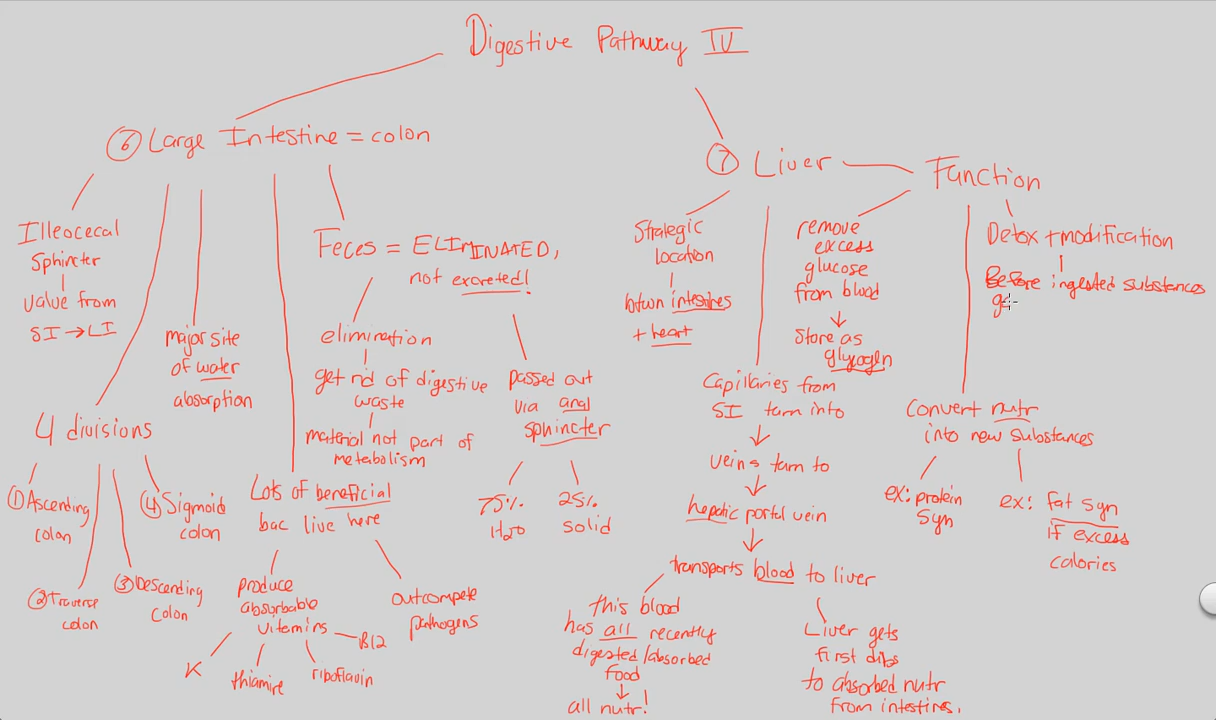 Digestive Pathway IV
⑥ Large Intestine = colon
Illeocecal
Sphincter
value from
SI → LI
4 divisions
① Ascending
colon
② Traverse
colon
③ Descending
colon
④ Sigmoid
colon
major site
of water
absorption
Lots of beneficial
bac live here
produce
absorbable
vitamins
K
thiamine
riboflavin
B12
outcompete
pathogens
Feces = ELIMINATED,
not excreted!
elimination
get rid of digestive
waste
material not part of
metabolism
passed out
via anal
sphincter
75%
H2O
25%
solid
⑦ Liver
Strategic
location
btwn intestines
+ heart
Capillaries from
SI turn into
veins turn to
hepatic portal vein
transports blood to liver
this blood
has all recently
digested/absorbed
food
all nutr!
Liver gets
first dibs
to absorbed nutr
from intestines.
Function
remove
excess
glucose
from blood
Store as
glycogen
Convert nutr
into new substances
ex: protein
syn
ex: fat syn
if excess
calories
Detox + modification
Before ingested substances
ge